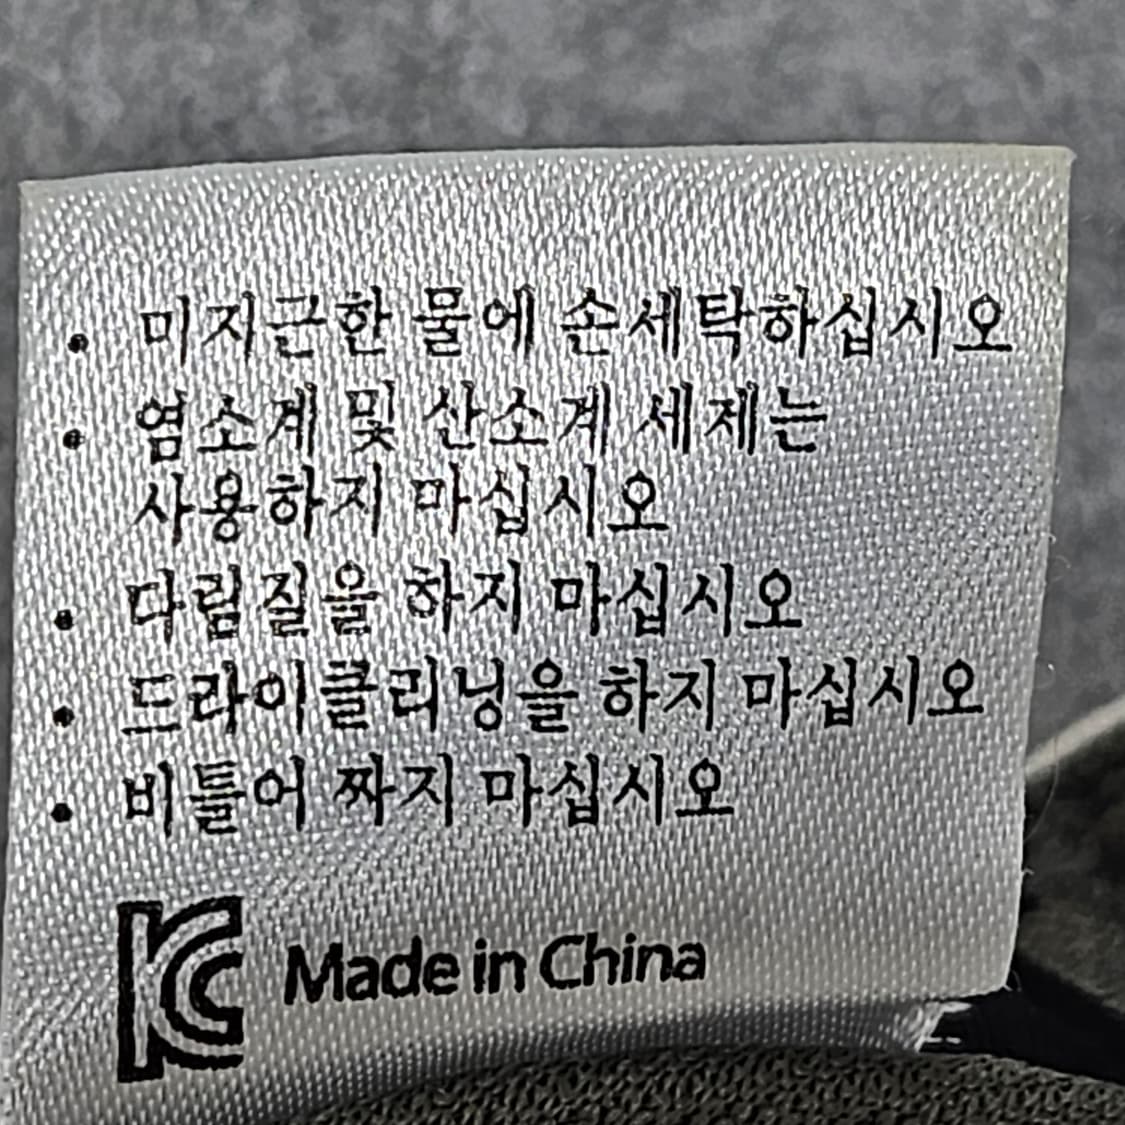 • 미지근한 물에 손세탁하십시오
• 염소계 및 산소계 세제는
사용하지 마십시오
• 다림질을 하지 마십시오
• 드라이클리닝을 하지 마십시오
• 비틀어 짜지 마십시오
KC Made in China